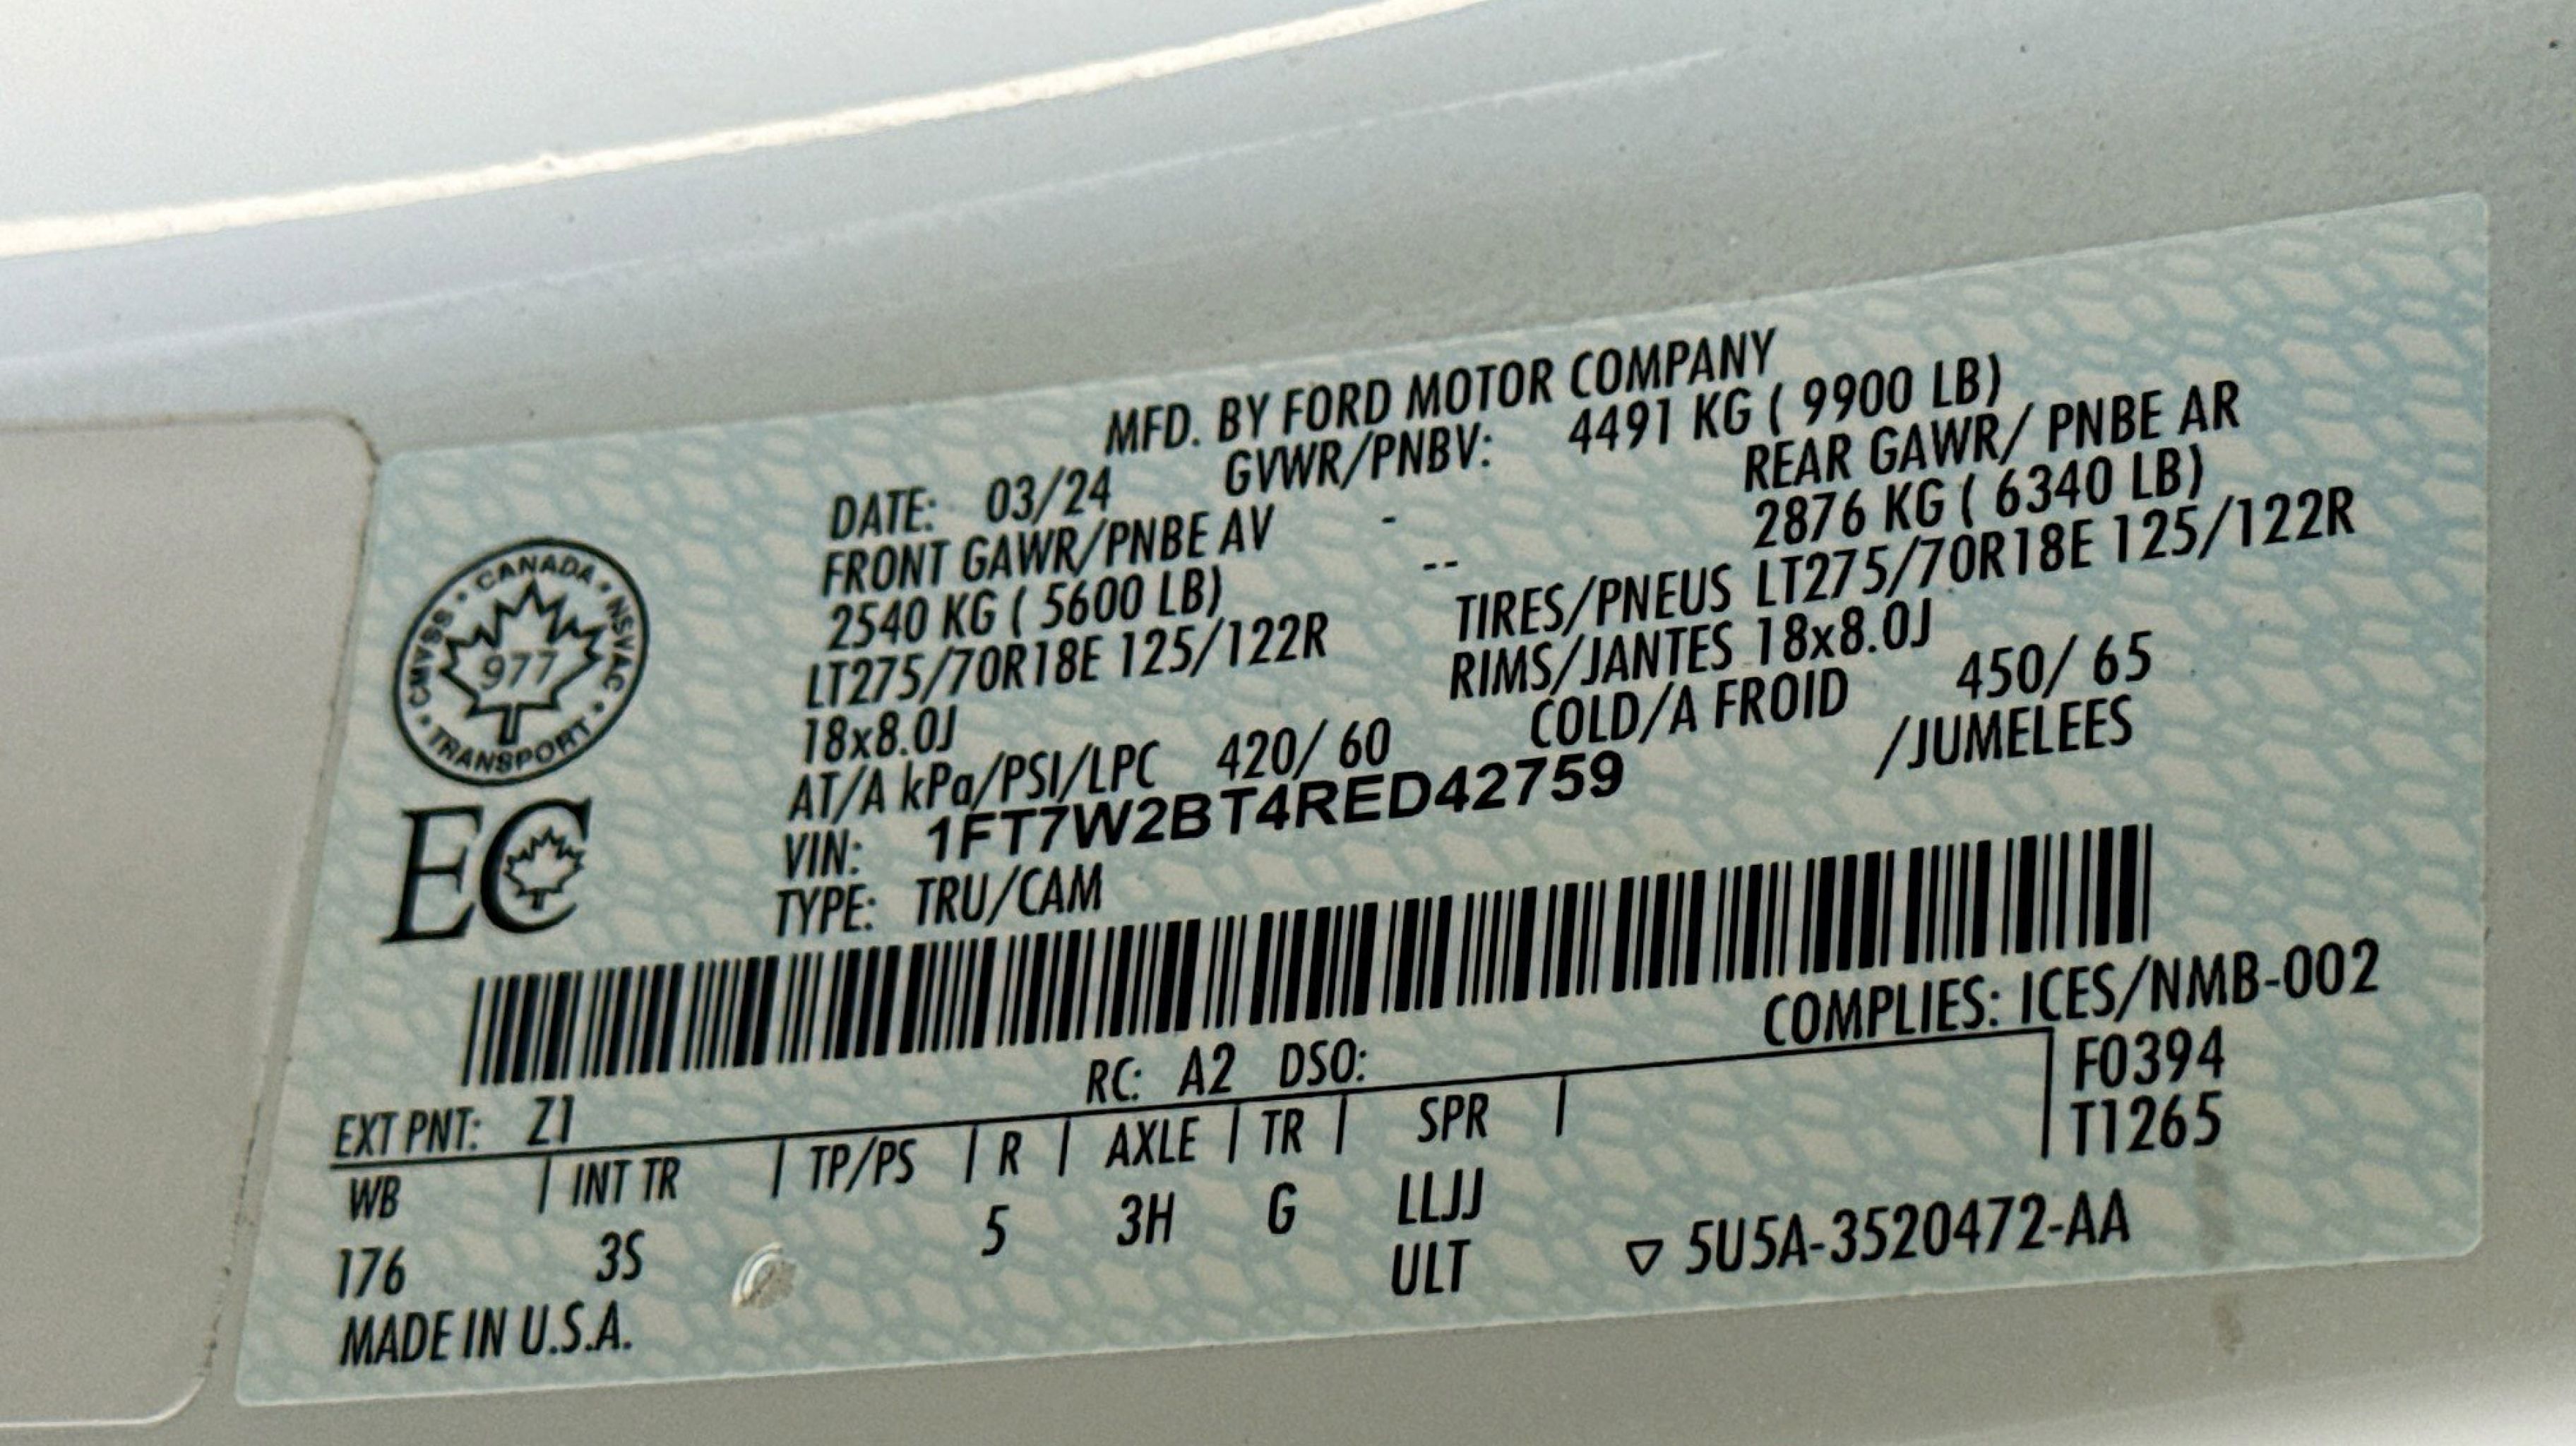 MFD. BY FORD MOTOR COMPANY
DATE: 03/24 GVWR/PNBV: 4491 KG ( 9900 LB)
FRONT GAWR/PNBE AV - REAR GAWR/ PNBE AR
2540 KG ( 5600 LB) -- 2876 KG ( 6340 LB)
LT275/70R18E 125/122R TIRES/PNEUS LT275/70R18E 125/122R
18x8.0J RIMS/JANTES 18x8.0J
AT/A kPa/PSI/LPC 420/ 60 COLD/A FROID 450/ 65
VIN: 1FT7W2BT4RED42759 /JUMELEES
TYPE: TRU/CAM
CANADA • NSVAC • TRANSPORT • CMVSS •
977
EC
COMPLIES: ICES/NMB-002
EXT PNT: Z1 RC: A2 DSO: F0394
WB | INT TR | TP/PS | R | AXLE | TR | SPR | T1265
176 3S 5 3H G LLJJ
MADE IN U.S.A. ULT ▽ 5U5A-3520472-AA